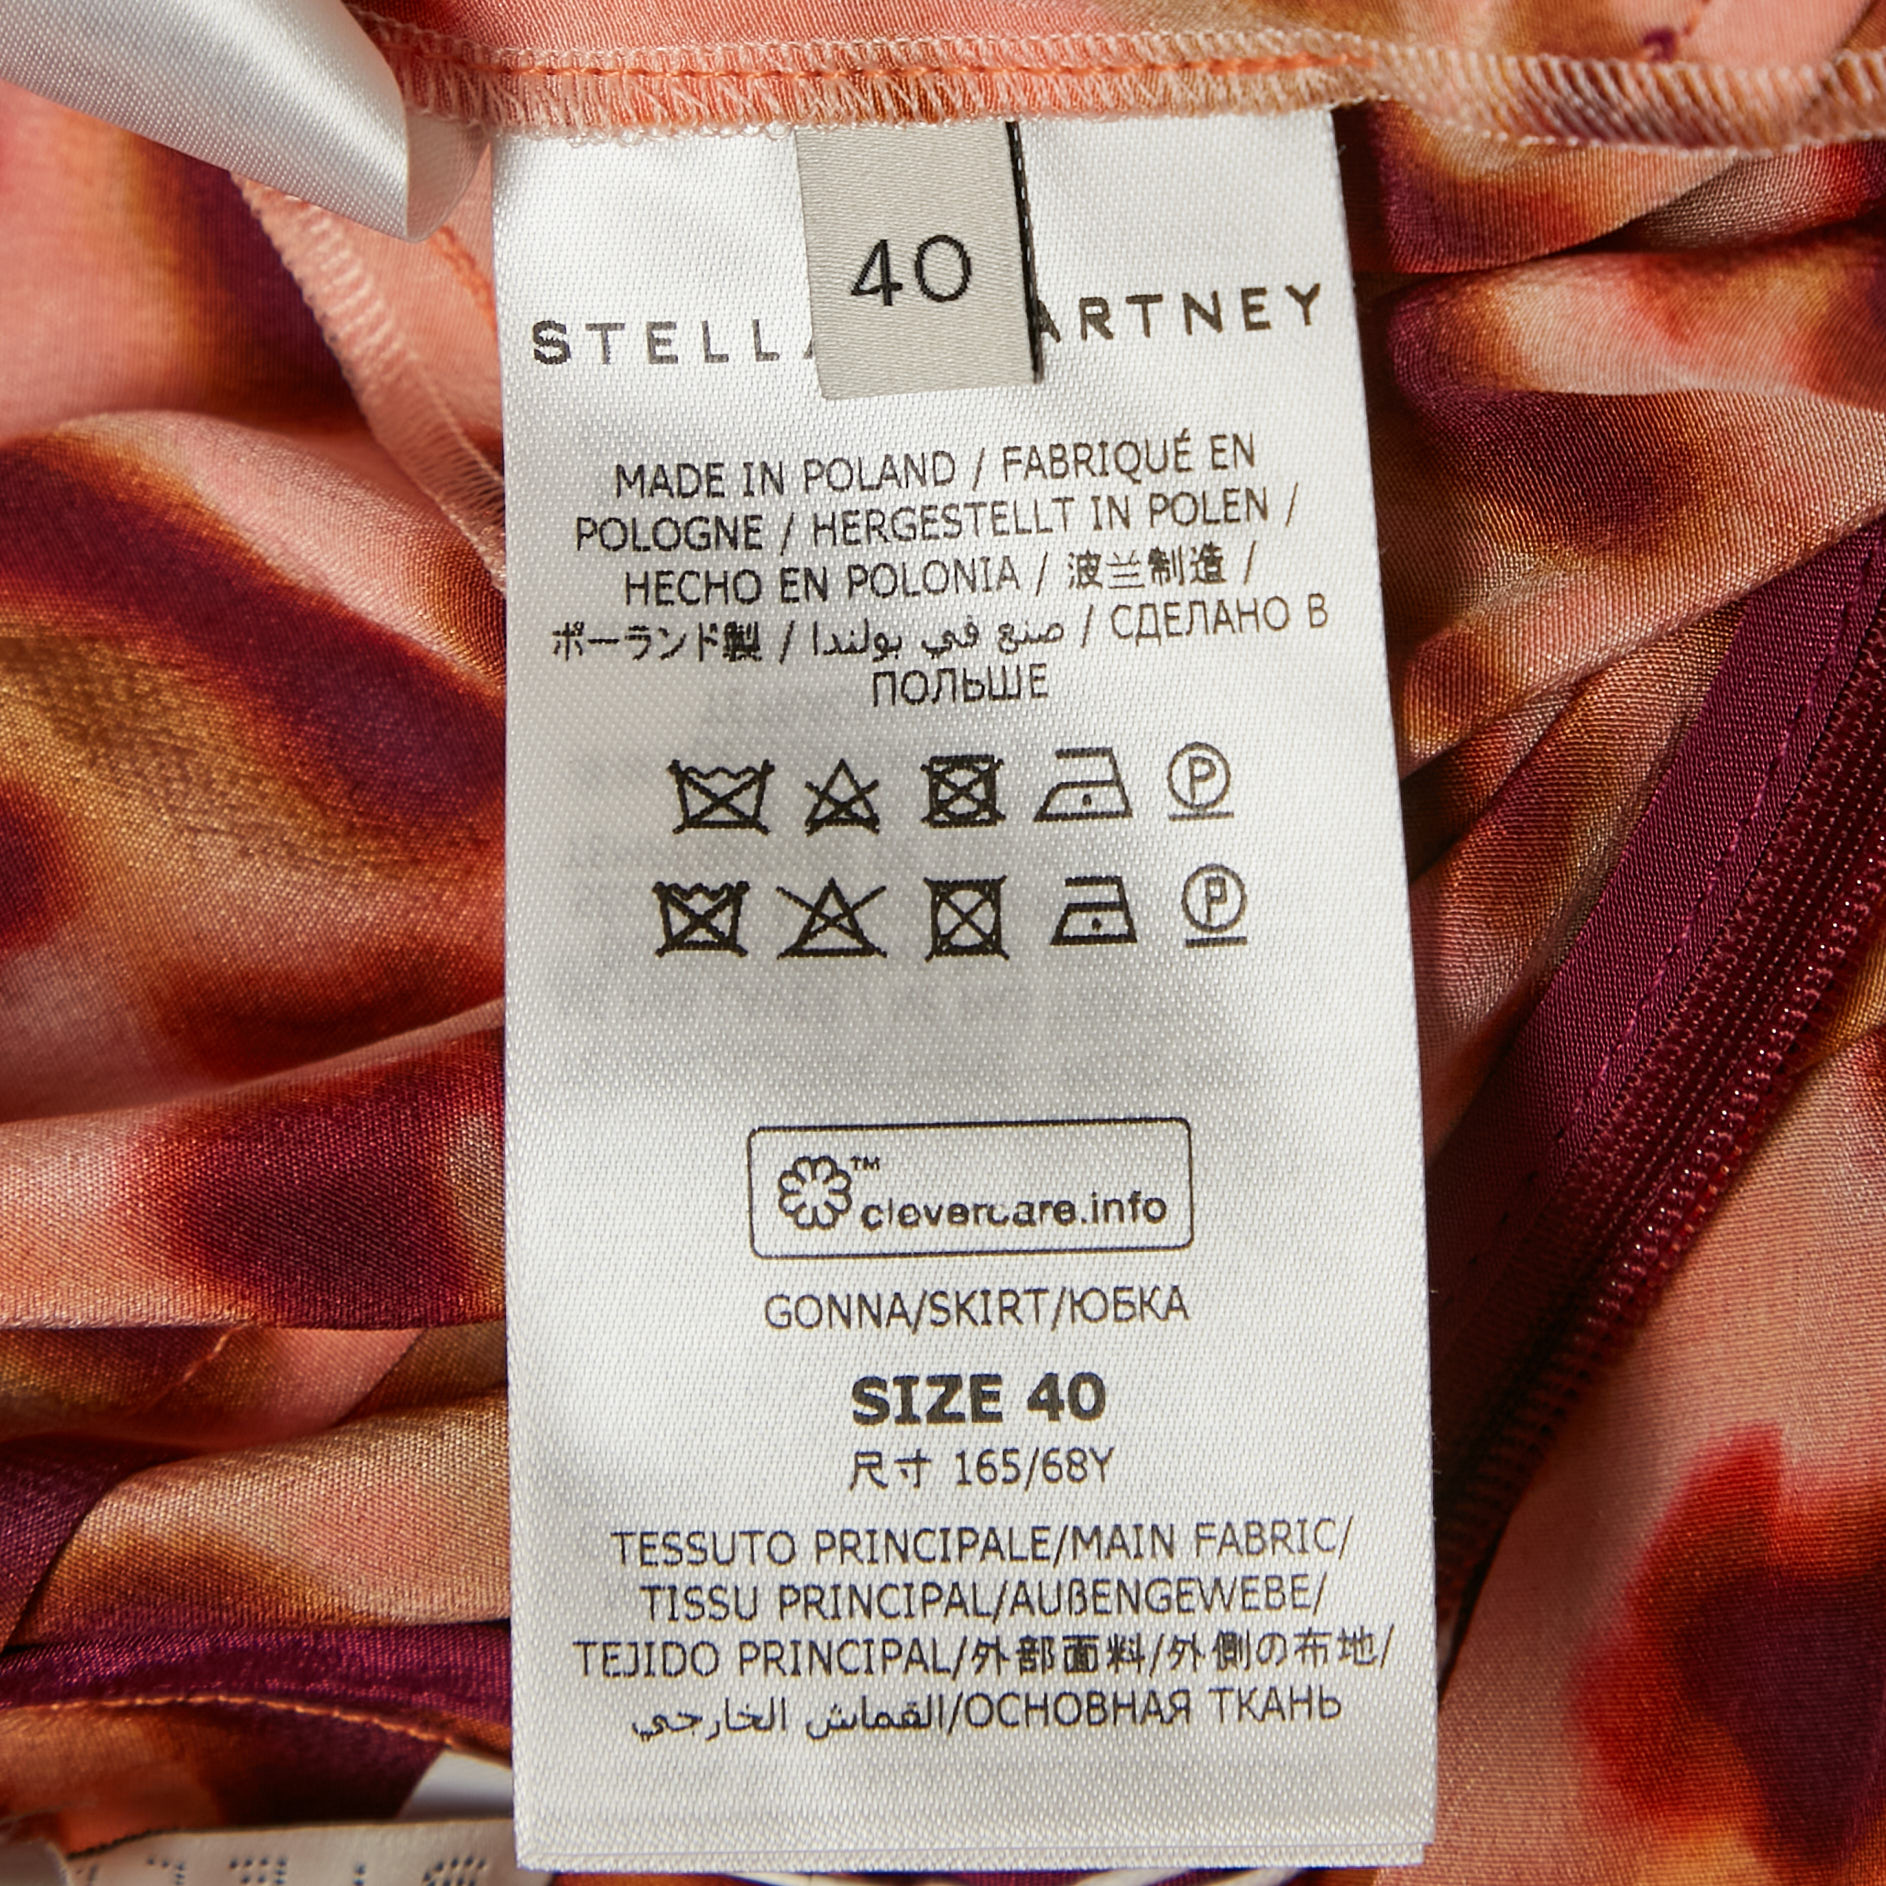 40
STELLA ARTNEY
MADE IN POLAND / FABRIQUÉ EN
POLOGNE / HERGESTELLT IN POLEN /
HECHO EN POLONIA / 波兰制造 /
ポーランド製 / صنع في بولندا / СДЕЛАНО В
ПОЛЬШЕ
P
P
™
clevercare.info
GONNA/SKIRT/ЮБКА
SIZE 40
尺寸 165/68Y
TESSUTO PRINCIPALE/MAIN FABRIC/
TISSU PRINCIPAL/AUßENGEWEBE/
TEJIDO PRINCIPAL/外部面料/外側の布地/
القماش الخارجي/ОСНОВНАЯ ТКАНЬ